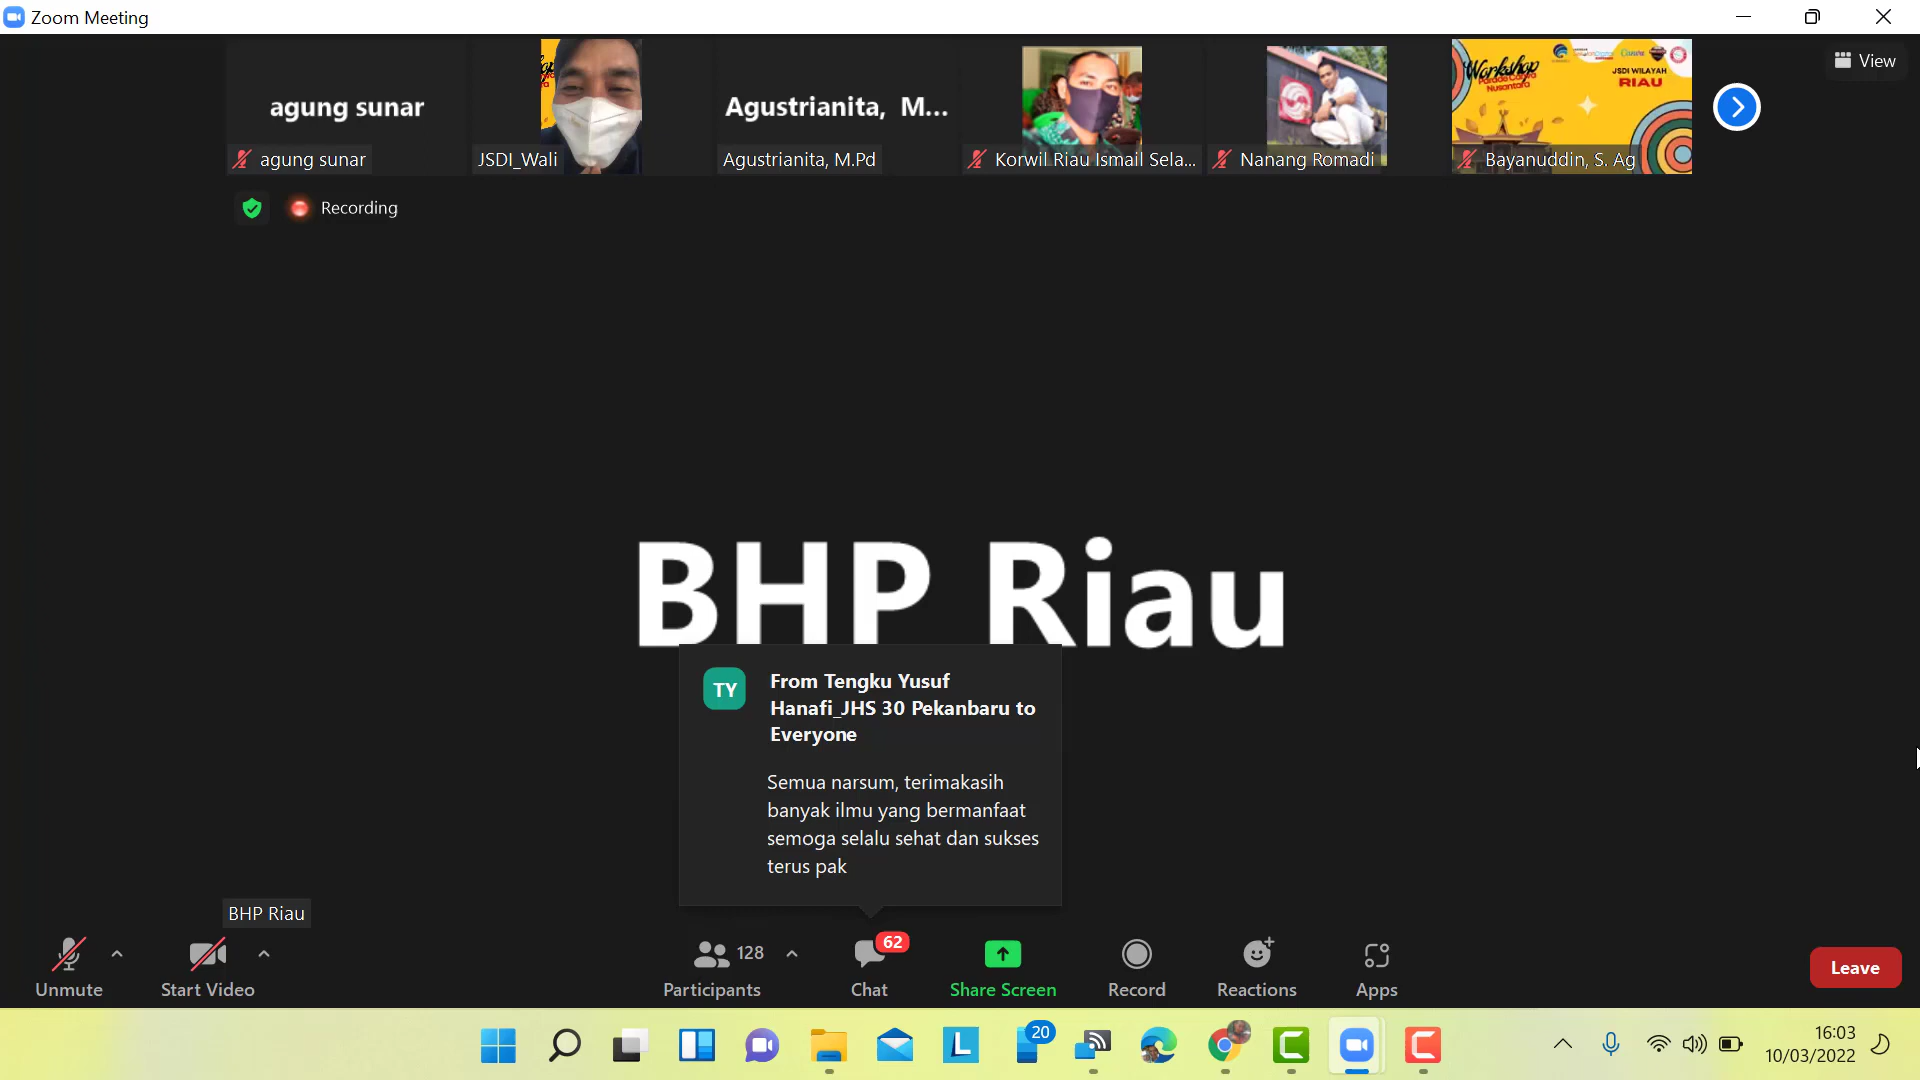 Zoom Meeting
agung sunar
agung sunar
JSDI_Wali
Agustrianita, M...
Agustrianita, M.Pd
Korwil Riau Ismail Sela...
Nanang Romadi
Workshop
Nusantara
Canva
JSDI WILAYAH
RIAU
Bayanuddin, S. Ag
View
Recording
BHP Riau
TY
From Tengku Yusuf
Hanafi_JHS 30 Pekanbaru to
Everyone
Semua narsum, terimakasih
banyak ilmu yang bermanfaat
semoga selalu sehat dan sukses
terus pak
BHP Riau
Unmute
Start Video
128
Participants
62
Chat
Share Screen
Record
Reactions
Apps
Leave
L
20
16:03
10/03/2022